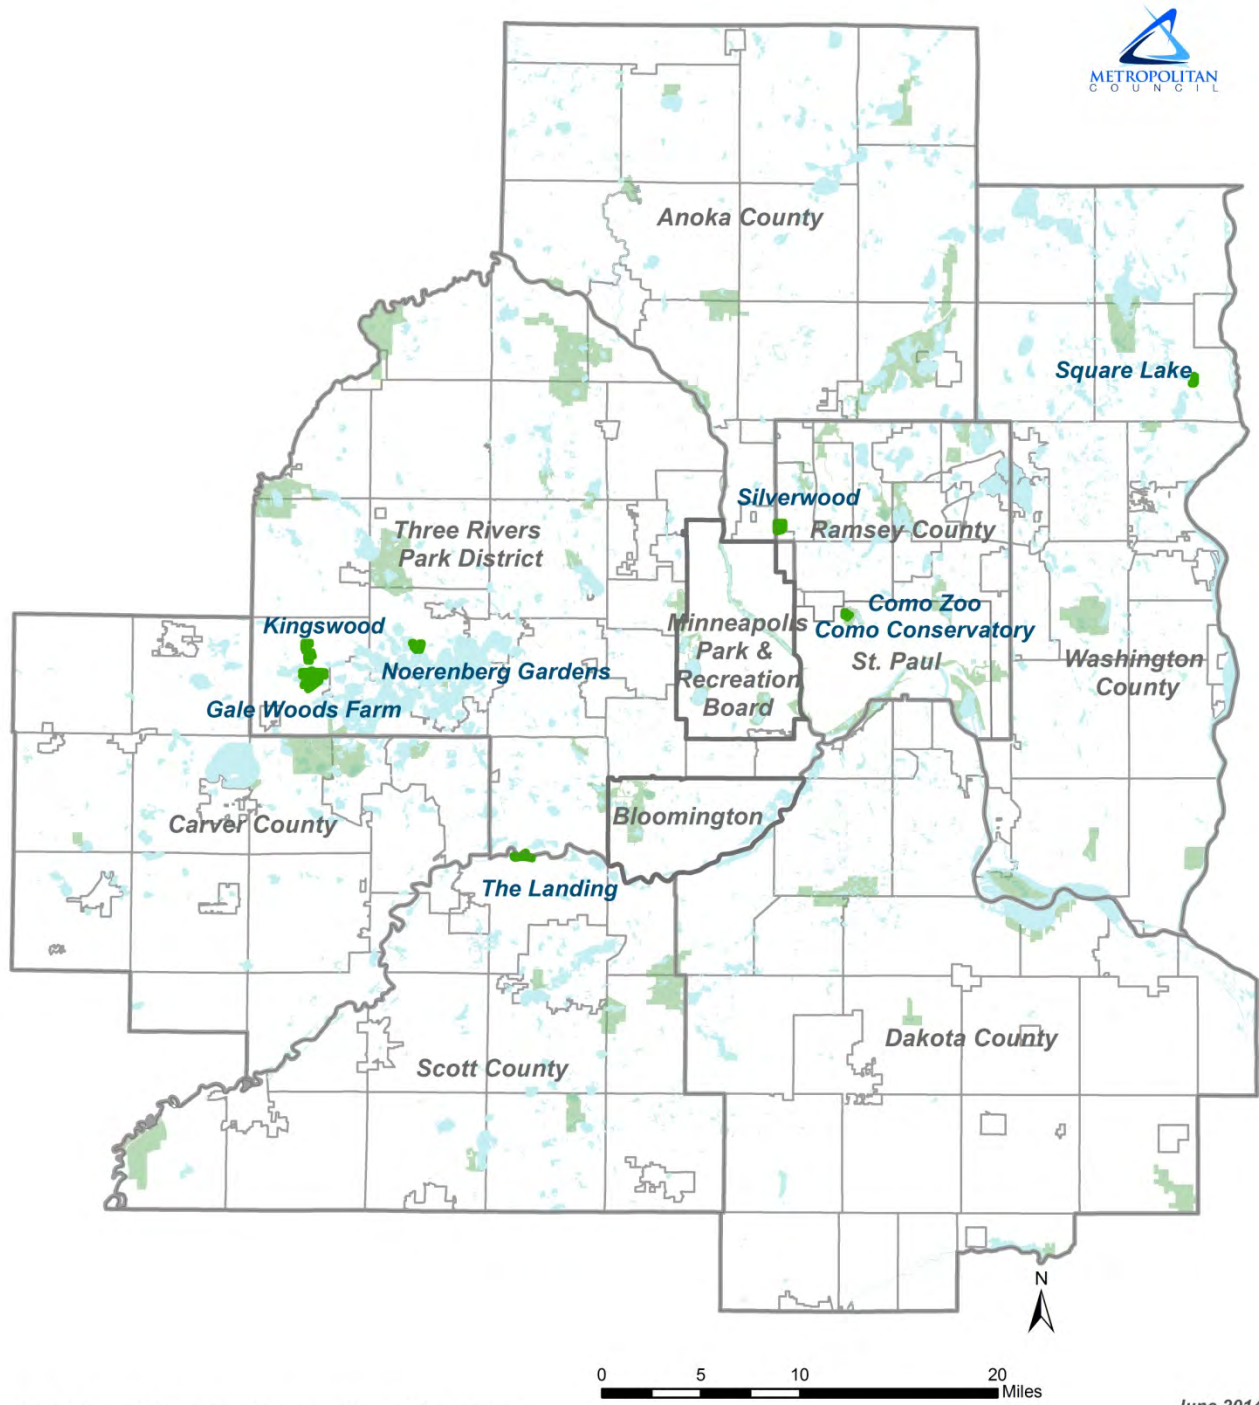 METROPOLITAN
COUNCIL
Anoka County
Square Lake
Silverwood
Ramsey County
Three Rivers
Park District
Como Zoo
Como Conservatory
St. Paul
Kingswood
Minneapolis
Park &
Recreation
Board
Noerenberg Gardens
Washington
County
Gale Woods Farm
Carver County
Bloomington
The Landing
Dakota County
Scott County
N
0 5 10 20
Miles